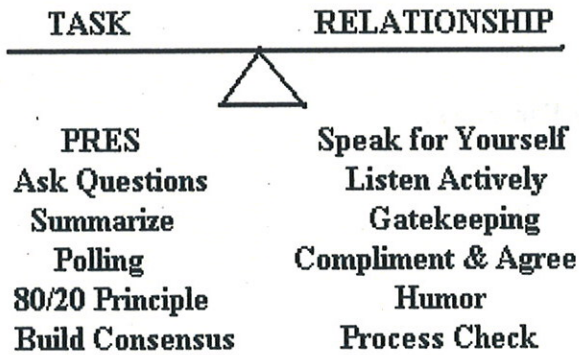 TASK RELATIONSHIP
PRES Speak for Yourself
Ask Questions Listen Actively
Summarize Gatekeeping
Polling Compliment & Agree
80/20 Principle Humor
Build Consensus Process Check